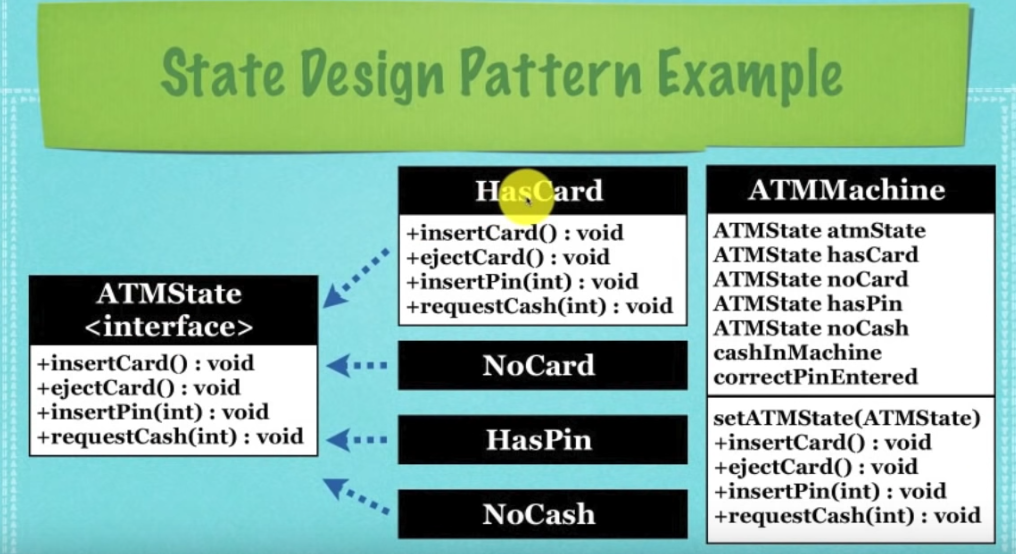 State Design Pattern Example
ATMState
<interface>
+insertCard() : void
+ejectCard() : void
+insertPin(int) : void
+requestCash(int) : void
HasCard
+insertCard() : void
+ejectCard() : void
+insertPin(int) : void
+requestCash(int) : void
NoCard
HasPin
NoCash
ATMMachine
ATMState atmState
ATMState hasCard
ATMState noCard
ATMState hasPin
ATMState noCash
cashInMachine
correctPinEntered
setATMState(ATMState)
+insertCard() : void
+ejectCard() : void
+insertPin(int) : void
+requestCash(int) : void